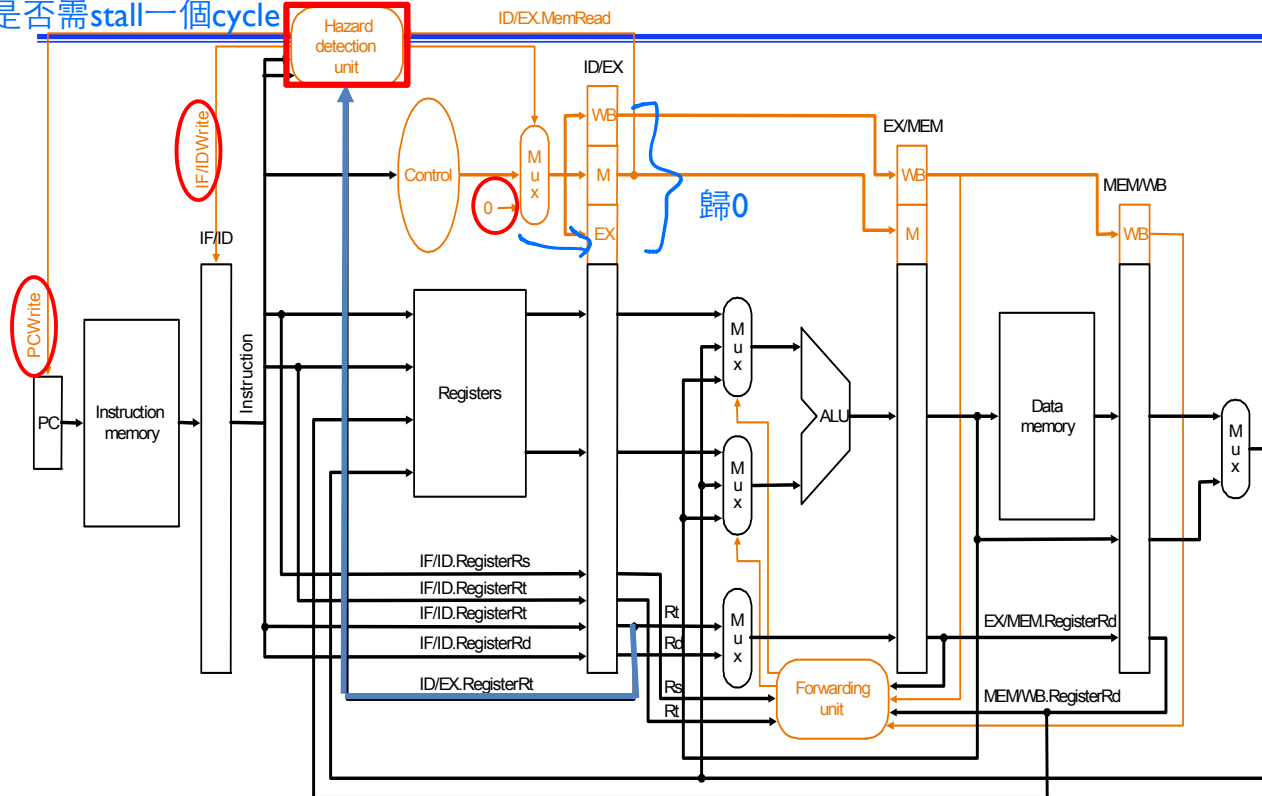 是否需stall一個cycle
Hazard
detection
unit
ID/EX.MemRead
ID/EX
WB
EX/MEM
IF/IDWrite
Control
M
u
x
M
WB
MEM/WB
0
歸0
EX
M
WB
IF/ID
PCWrite
Instruction
M
u
x
PC
Instruction
memory
Registers
ALU
Data
memory
M
u
x
M
u
x
IF/ID.RegisterRs
IF/ID.RegisterRt
IF/ID.RegisterRt
Rt
M
u
x
EX/MEM.RegisterRd
IF/ID.RegisterRd
Rd
ID/EX.RegisterRt
Rs
Forwarding
unit
MEM/WB.RegisterRd
Rt